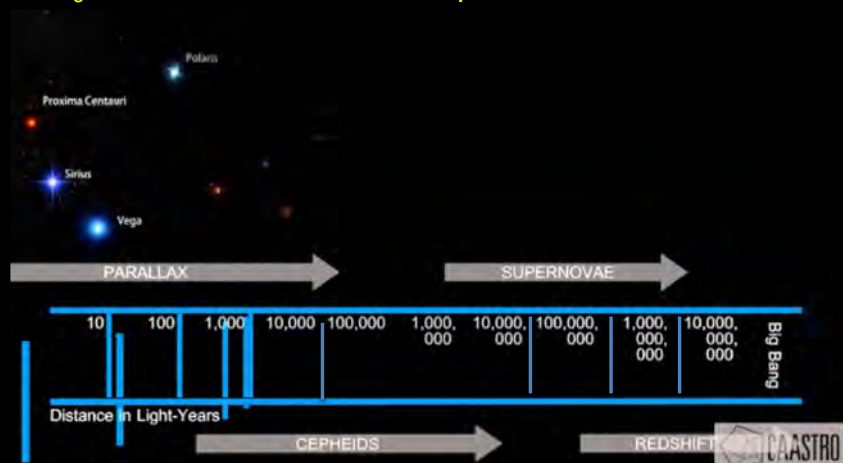 Polaris
Proxima Centauri
Sirius
Vega
PARALLAX
SUPERNOVAE
10 100 1,000 10,000 100,000 1,000,000 10,000,000 100,000,000 1,000,000,000 10,000,000,000 Big Bang
Distance in Light-Years
CEPHEIDS
REDSHIFT
CAASTRO